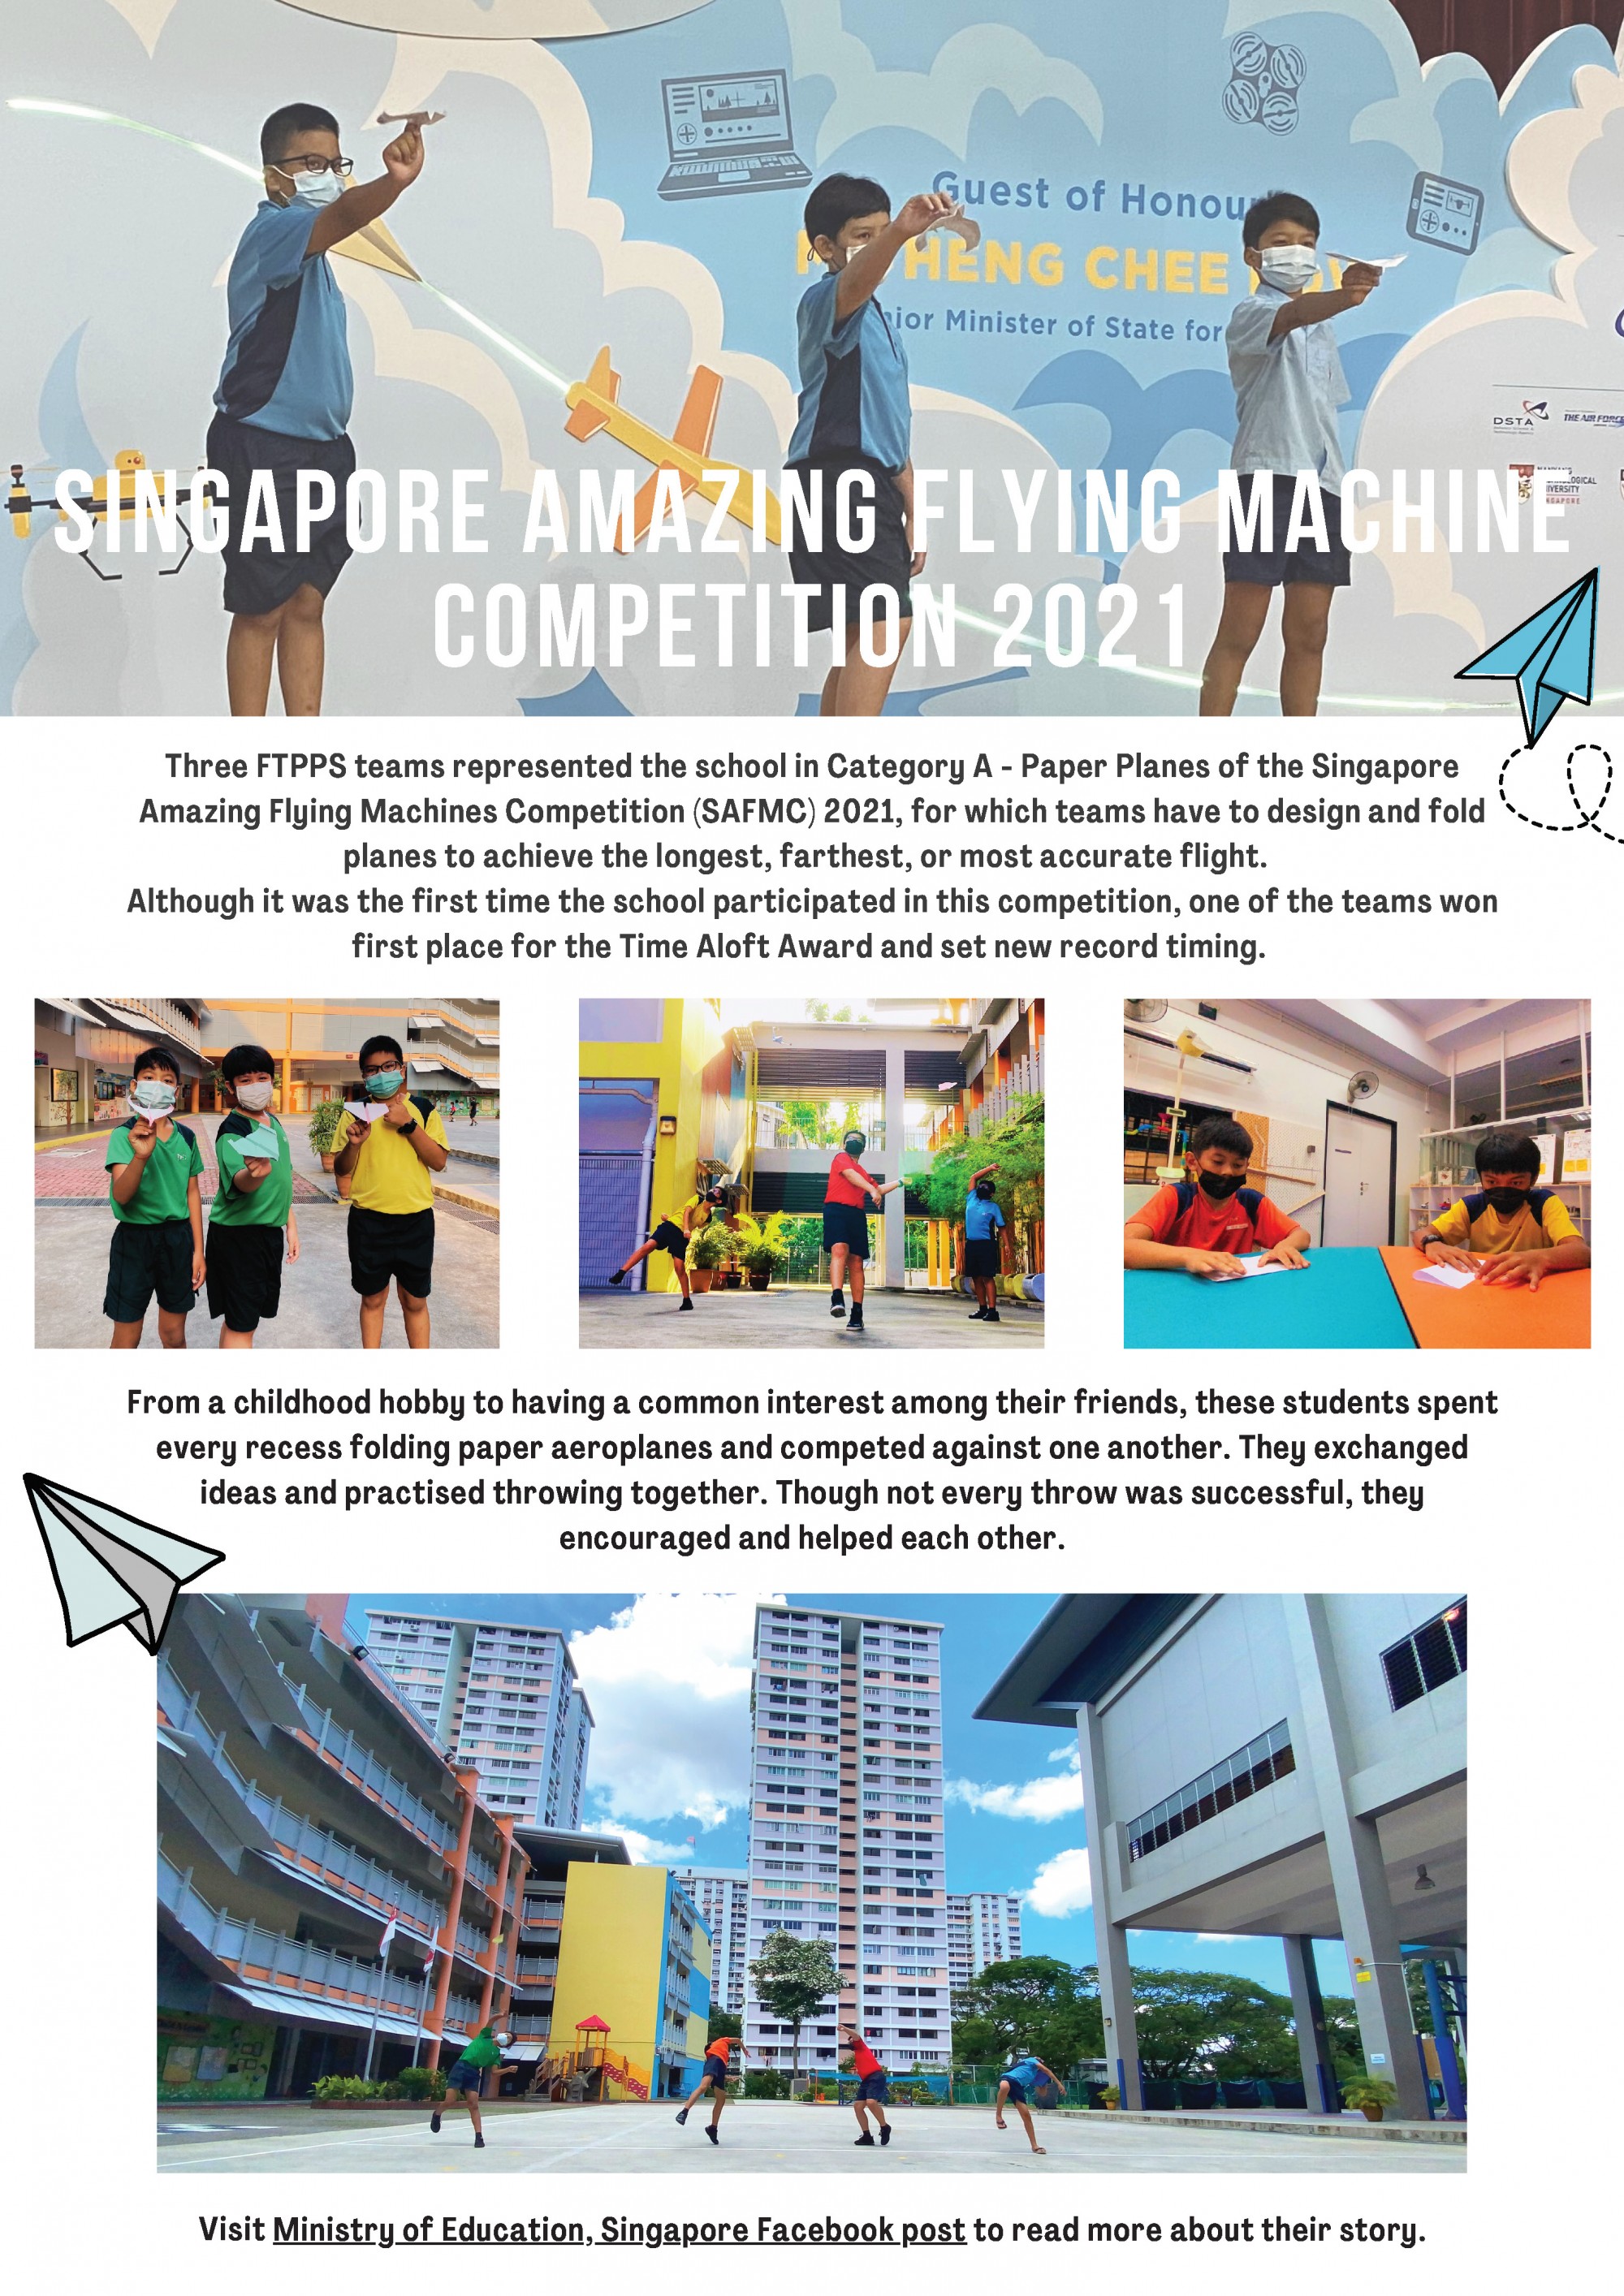 Guest of Honour
HENG CHEE
Minister of State for
DSTA
THE AIR FORCE
SINGAPORE AMAZING FLYING MACHINE
COMPETITION 2021
Three FTPPS teams represented the school in Category A - Paper Planes of the Singapore
Amazing Flying Machines Competition (SAFMC) 2021, for which teams have to design and fold
planes to achieve the longest, farthest, or most accurate flight.
Although it was the first time the school participated in this competition, one of the teams won
first place for the Time Aloft Award and set new record timing.
From a childhood hobby to having a common interest among their friends, these students spent
every recess folding paper aeroplanes and competed against one another. They exchanged
ideas and practised throwing together. Though not every throw was successful, they
encouraged and helped each other.
Visit Ministry of Education, Singapore Facebook post to read more about their story.